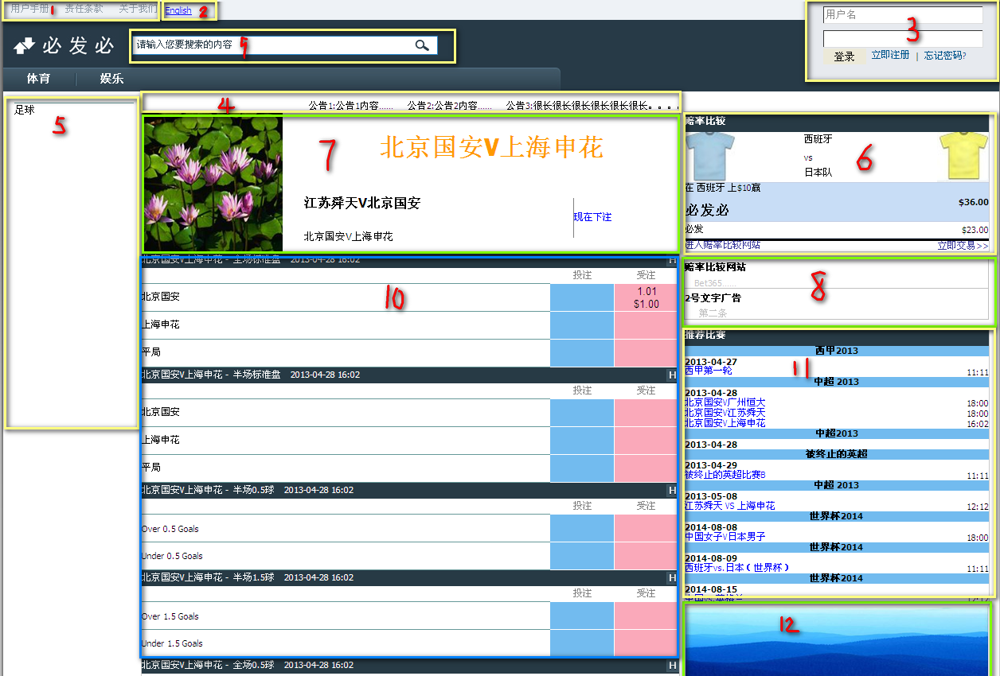 用户手册 1 责任条款 关于我们 English 2
用户名
3
登录 立即注册 | 忘记密码?
必发必
请输入您要搜索的内容
体育 娱乐
4 公告1:公告1内容...... 公告2:公告2内容...... 公告3:很长很长很长很长很长很长。。。
足球
5
7
北京国安V上海申花
江苏舜天V北京国安
现在下注
北京国安V上海申花
赔率比较
西班牙
vs
日本队
6
在 西班牙 上$10赢
必发必 $36.00
必发 $23.00
进入赔率比较网站 立即交易>>
赔率比较网站
Bet365......
8
2号文字广告
第二条
北京国安V上海申花 - 全场标准盘 2013-04-28 16:02 H
投注 受注
10
北京国安 1.01
$1.00
上海申花
平局
北京国安V上海申花 - 半场标准盘 2013-04-28 16:02 H
投注 受注
北京国安
上海申花
平局
北京国安V上海申花 - 半场0.5球 2013-04-28 16:02 H
投注 受注
Over 0.5 Goals
Under 0.5 Goals
北京国安V上海申花 - 半场1.5球 2013-04-28 16:02 H
投注 受注
Over 1.5 Goals
Under 1.5 Goals
北京国安V上海申花 - 全场0.5球 2013-04-28 16:02 H
推荐比赛
西甲2013
2013-04-27
11
西甲第一轮 11:11
中超 2013
2013-04-28
北京国安V广州恒大 18:00
北京国安V江苏舜天 18:00
北京国安V上海申花 16:02
中超2013
2013-04-28
被终止的英超
2013-04-29
被终止的英超比赛B 11:11
中超 2013
2013-05-08
江苏舜天 VS 上海申花 12:12
世界杯2014
2014-08-08
中国女子V日本男子 18:00
世界杯2014
2014-08-09
西班牙vs.日本（世界杯） 11:11
世界杯2014
2014-08-15
12